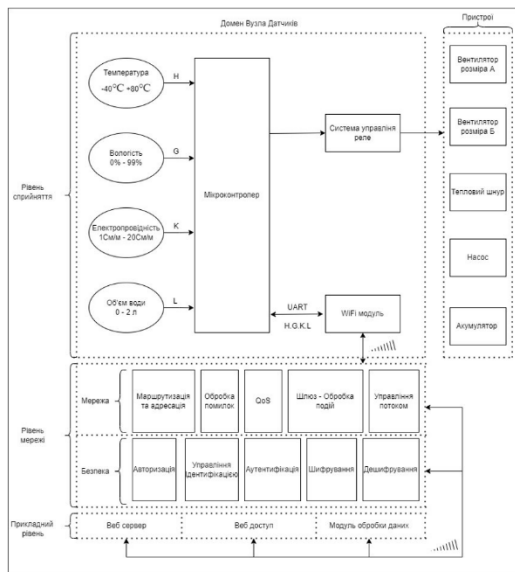 Домен Вузла Датчиків
Пристрої
Температура
-40°C +80°C
H
Вологість
0% - 99%
G
Електропровідність
1См/м - 20См/м
K
Об'єм води
0 - 2 л
L
Мікроконтролер
Система управліня
реле
UART
H.G.K.L
WiFi модуль
Вентилятор
розміра А
Вентилятор
розміра Б
Тепловий шнур
Насос
Акумулятор
Рівень
сприйняття
Рівень
мережі
Мережа
Маршрутизація
та адресація
Обробка
помилок
QoS
Шлюз - Обробка
подій
Управління
потоком
Безпека
Авторизація
Управління
Ідентифікацією
Аутентифікація
Шифрування
Дешифрування
Прикладний
рівень
Веб сервер
Веб доступ
Модуль обробки даних